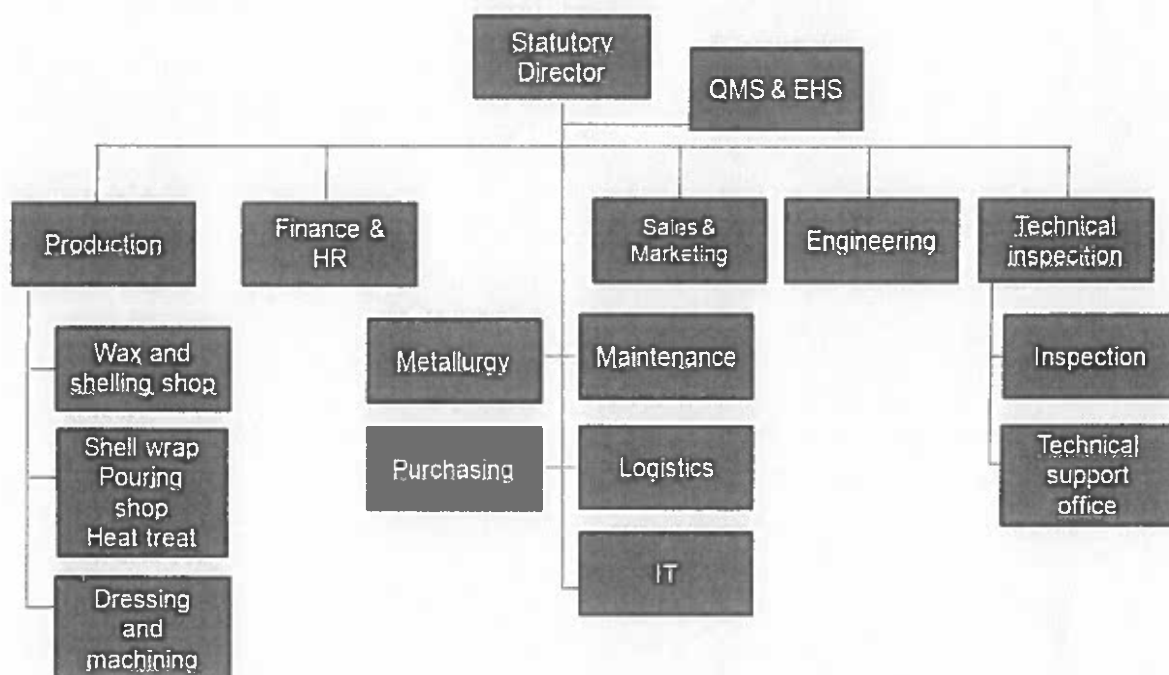 Statutory
Director
QMS & EHS
Production
Finance &
HR
Sales &
Marketing
Engineering
Technical
inspecition
Metallurgy
Maintenance
Wax and
shelling shop
Inspection
Purchasing
Logistics
Shell wrap
Pouring
shop
Heat treat
Technical
support
office
IT
Dressing
and
machining